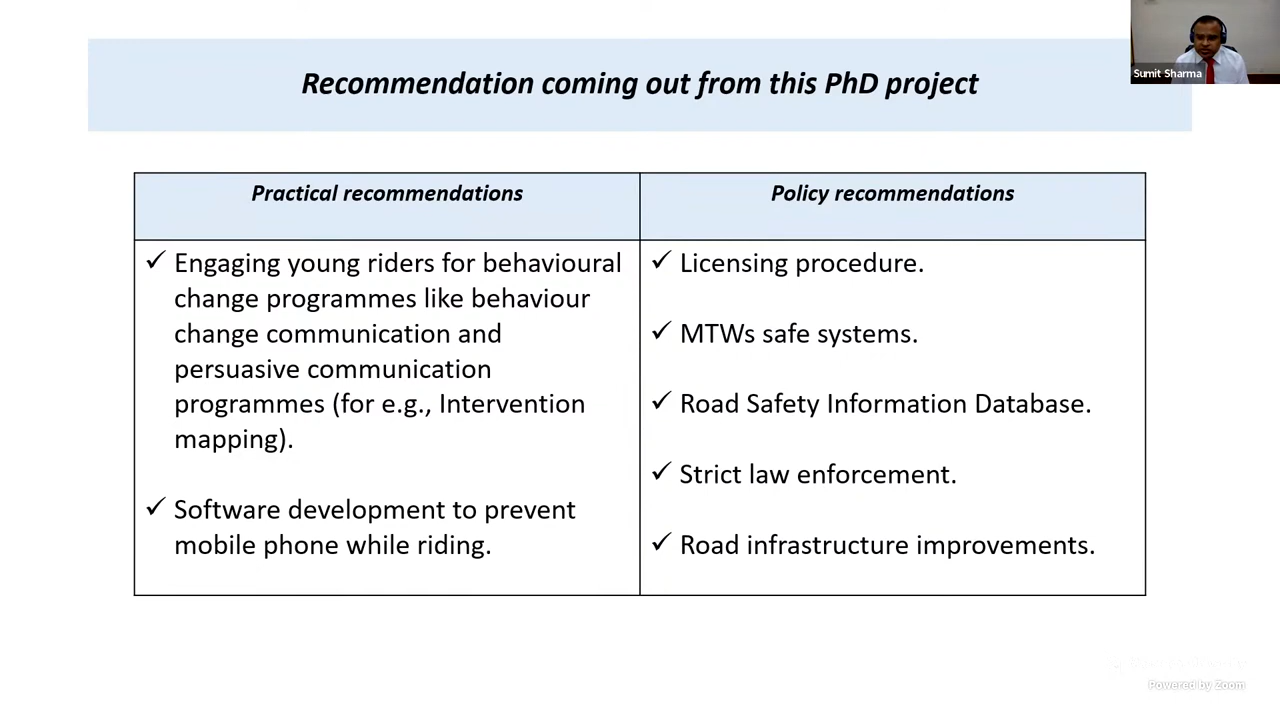 Recommendation coming out from this PhD project
Sumit Sharma
Practical recommendations
Policy recommendations
✓ Engaging young riders for behavioural
change programmes like behaviour
change communication and
persuasive communication
programmes (for e.g., Intervention
mapping).
✓ Software development to prevent
mobile phone while riding.
✓ Licensing procedure.
✓ MTWs safe systems.
✓ Road Safety Information Database.
✓ Strict law enforcement.
✓ Road infrastructure improvements.
Powered by Zoom